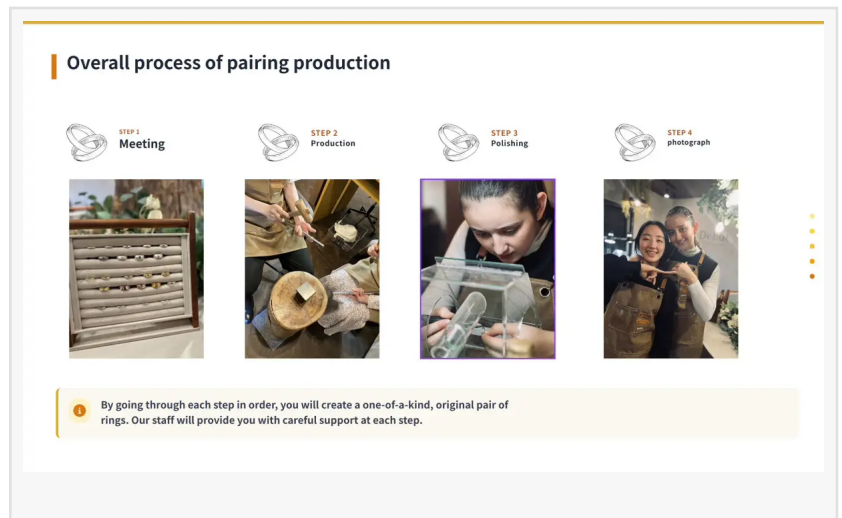 Overall process of pairing production
STEP 1
Meeting
STEP 2
Production
STEP 3
Polishing
STEP 4
photograph
By going through each step in order, you will create a one-of-a-kind, original pair of
rings. Our staff will provide you with careful support at each step.